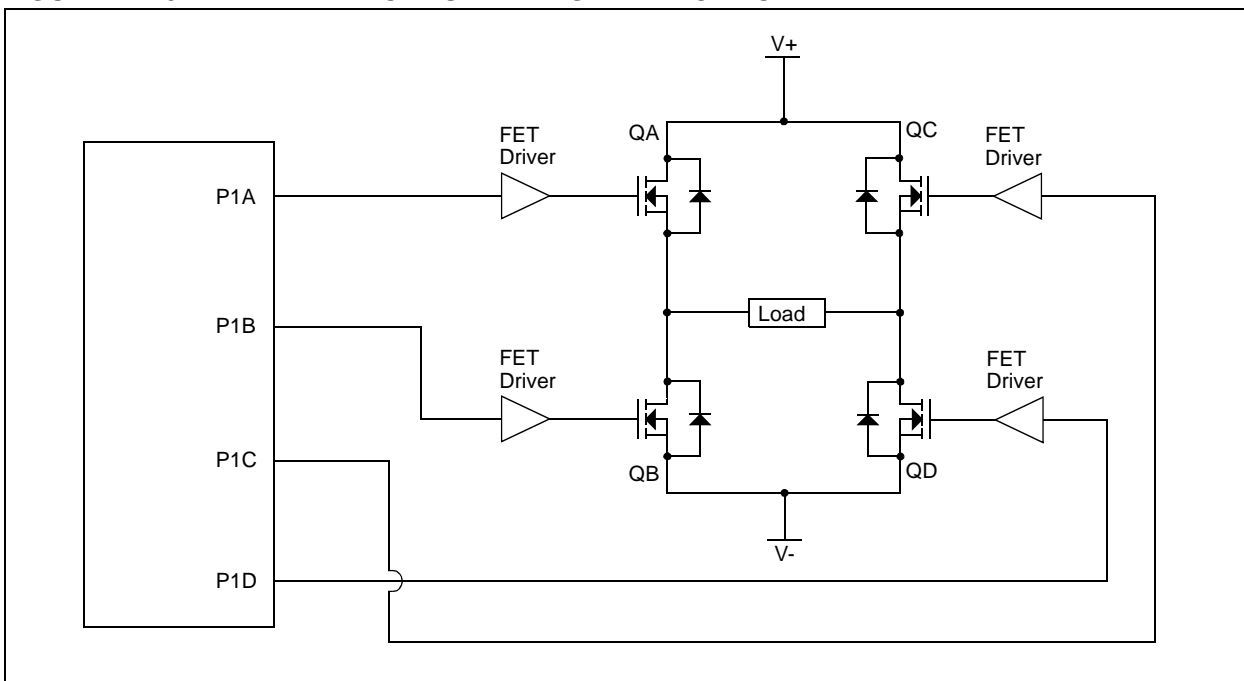 V+
QA
QC
FET
Driver
FET
Driver
P1A
P1B
Load
FET
Driver
FET
Driver
P1C
QB
QD
V-
P1D